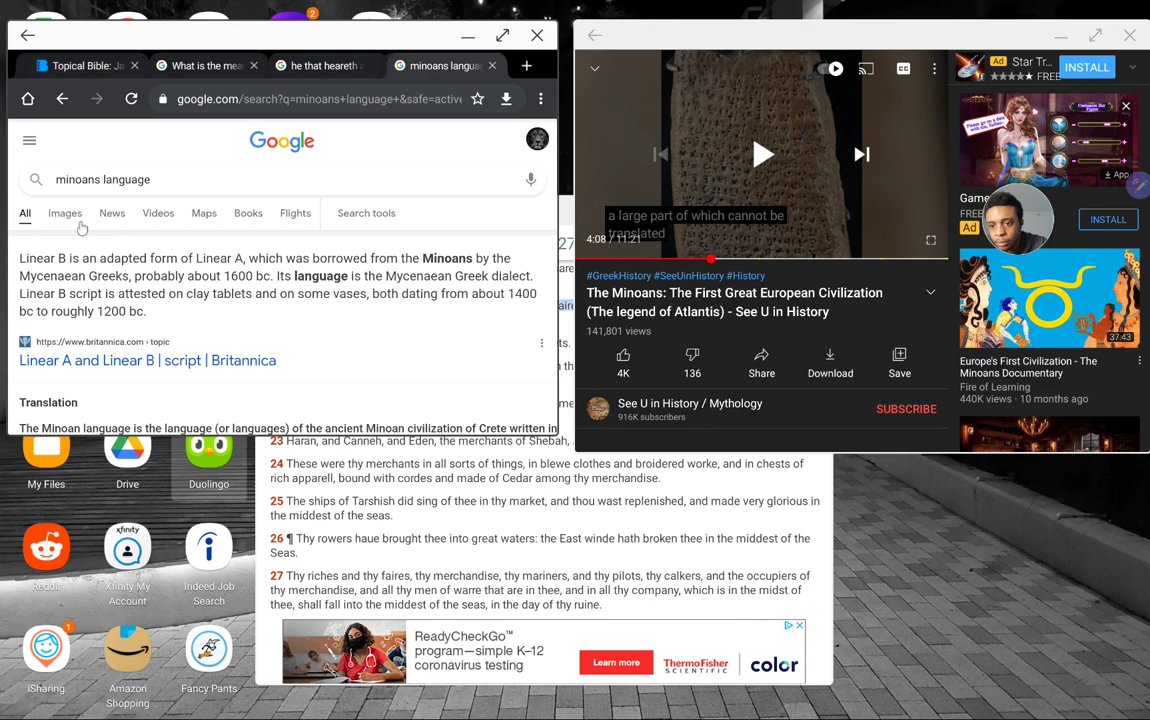 2
Topical Bible: Ja
What is the mea
he that heareth a
minoans langua
google.com/search?q=minoans+language+&safe=active
Google
minoans language
All
Images
News
Videos
Maps
Books
Flights
Search tools
Linear B is an adapted form of Linear A, which was borrowed from the Minoans by the
Mycenaean Greeks, probably about 1600 bc. Its language is the Mycenaean Greek dialect.
Linear B script is attested on clay tablets and on some vases, both dating from about 1400
bc to roughly 1200 bc.
https://www.britannica.com › topic
Linear A and Linear B | script | Britannica
Translation
The Minoan language is the language (or languages) of the ancient Minoan civilization of Crete written in
CC
a large part of which cannot be
translated
4:08 / 11:21
#GreekHistory #SeeUinHistory #History
The Minoans: The First Great European Civilization
(The legend of Atlantis) - See U in History
141,801 views
4K
136
Share
Download
Save
See U in History / Mythology
916K subscribers
SUBSCRIBE
Ad
Star Tr...
FREE
INSTALL
Please go on a date with me, Sailor~
App
Game
FREE
Ad
INSTALL
37:43
Europe's First Civilization - The
Minoans Documentary
Fire of Learning
440K views · 10 months ago
27
23 Haran, and Canneh, and Eden, the merchants of Shebah,
24 These were thy merchants in all sorts of things, in blewe clothes and broidered worke, and in chests of
rich apparell, bound with cordes and made of Cedar among thy merchandise.
25 The ships of Tarshish did sing of thee in thy market, and thou wast replenished, and made very glorious in
the middest of the seas.
26 ¶ Thy rowers haue brought thee into great waters: the East winde hath broken thee in the middest of the
Seas.
27 Thy riches and thy faires, thy merchandise, thy mariners, and thy pilots, thy calkers, and the occupiers of
thy merchandise, and all thy men of warre that are in thee, and in all thy company, which is in the midst of
thee, shall fall into the middest of the seas, in the day of thy ruine.
ReadyCheckGo™
program—simple K–12
coronavirus testing
Learn more
ThermoFisher
SCIENTIFIC
color
My Files
Drive
Duolingo
Reddit
xfinity
Xfinity My
Account
Indeed Job
Search
1
iSharing
Amazon
Shopping
Fancy Pants